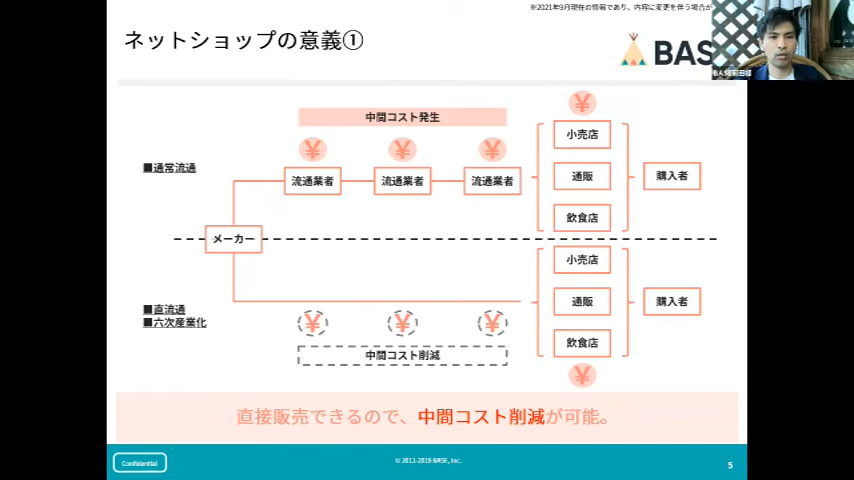 ※2021年9月現在の情報であり、内容に変更を伴う場合が
ネットショップの意義①
BAS
中間コスト発生
¥
¥
¥
¥
■通常流通
流通業者
流通業者
流通業者
小売店
通販
飲食店
購入者
メーカー
小売店
通販
飲食店
購入者
■直流通
■六次産業化
¥
¥
¥
中間コスト削減
¥
直接販売できるので、中間コスト削減が可能。
Confidential
© 2012-2019 BASE, Inc.
5